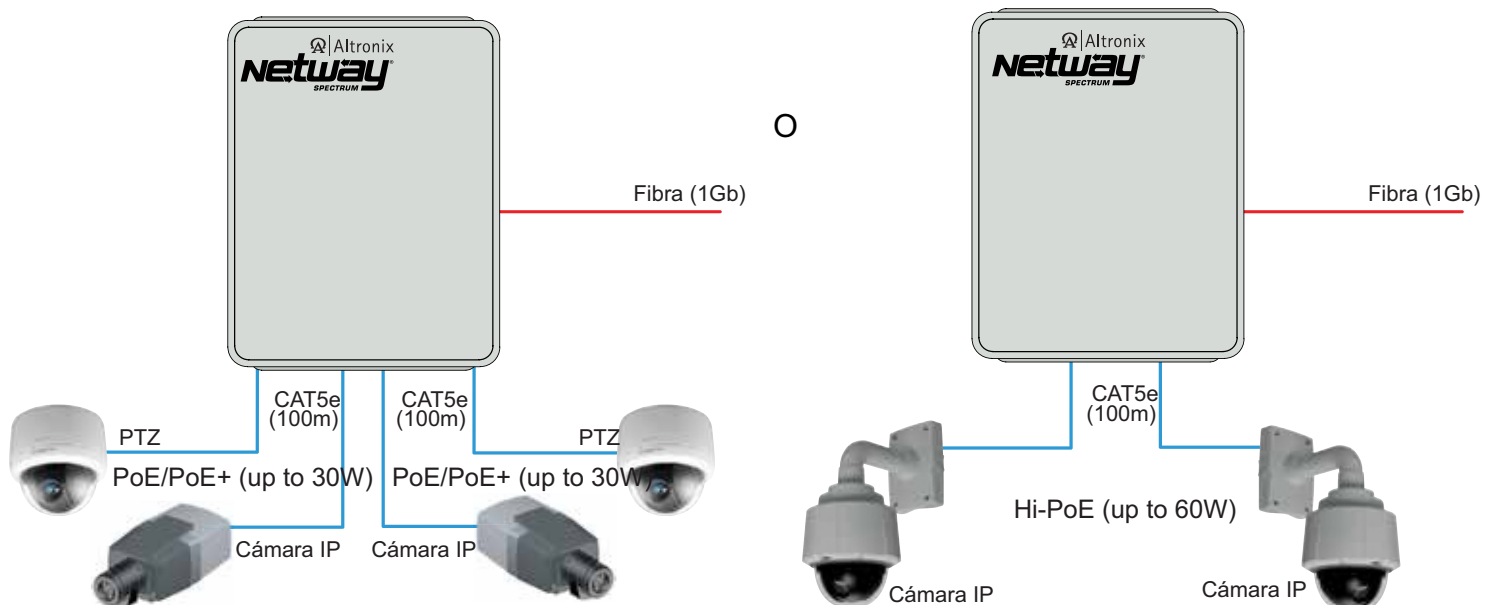 Altronix
Netway
SPECTRUM
Fibra (1Gb)
CAT5e
(100m)
CAT5e
(100m)
PTZ
PTZ
PoE/PoE+ (up to 30W)
PoE/PoE+ (up to 30W)
Cámara IP
Cámara IP
O
Altronix
Netway
SPECTRUM
Fibra (1Gb)
CAT5e
(100m)
Hi-PoE (up to 60W)
Cámara IP
Cámara IP